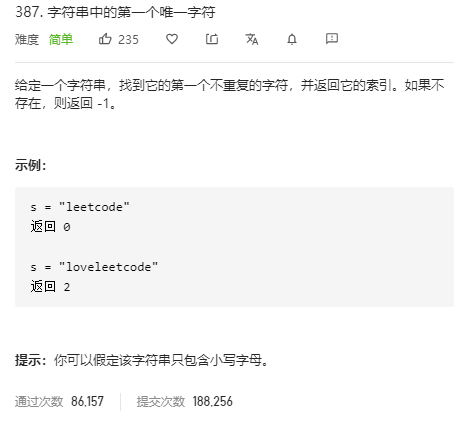 387. 字符串中的第一个唯一字符
难度 简单 235
给定一个字符串，找到它的第一个不重复的字符，并返回它的索引。如果不
存在，则返回 -1。
示例：
s = "leetcode"
返回 0
s = "loveleetcode"
返回 2
提示：你可以假定该字符串只包含小写字母。
通过次数 86,157 提交次数 188,256